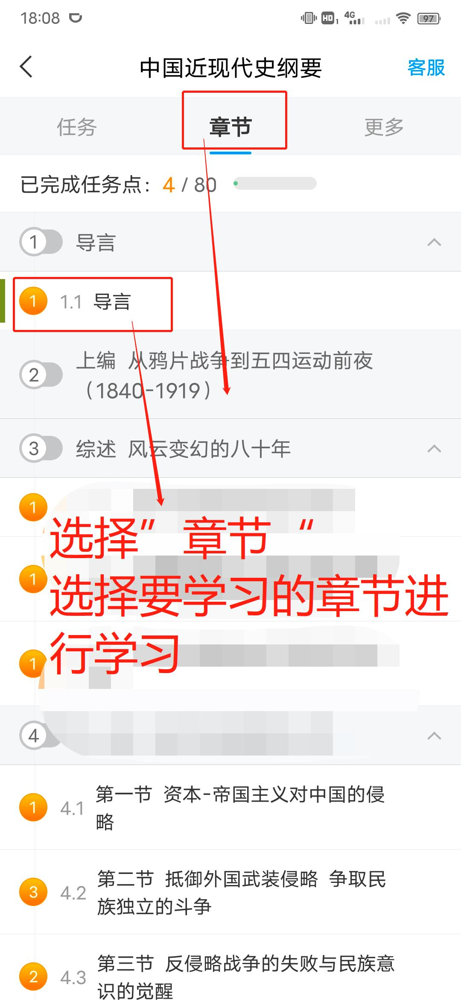 18:08
HD 1 4G 97
中国近现代史纲要
客服
任务
章节
更多
已完成任务点：4 / 80
1 导言
1 1.1 导言
2 上编 从鸦片战争到五四运动前夜
（1840-1919）
3 综述 风云变幻的八十年
1
选择”章节“
1
选择要学习的章节进
1
行学习
4
1 4.1 第一节 资本-帝国主义对中国的侵
略
3 4.2 第二节 抵御外国武装侵略 争取民
族独立的斗争
2 4.3 第三节 反侵略战争的失败与民族意
识的觉醒